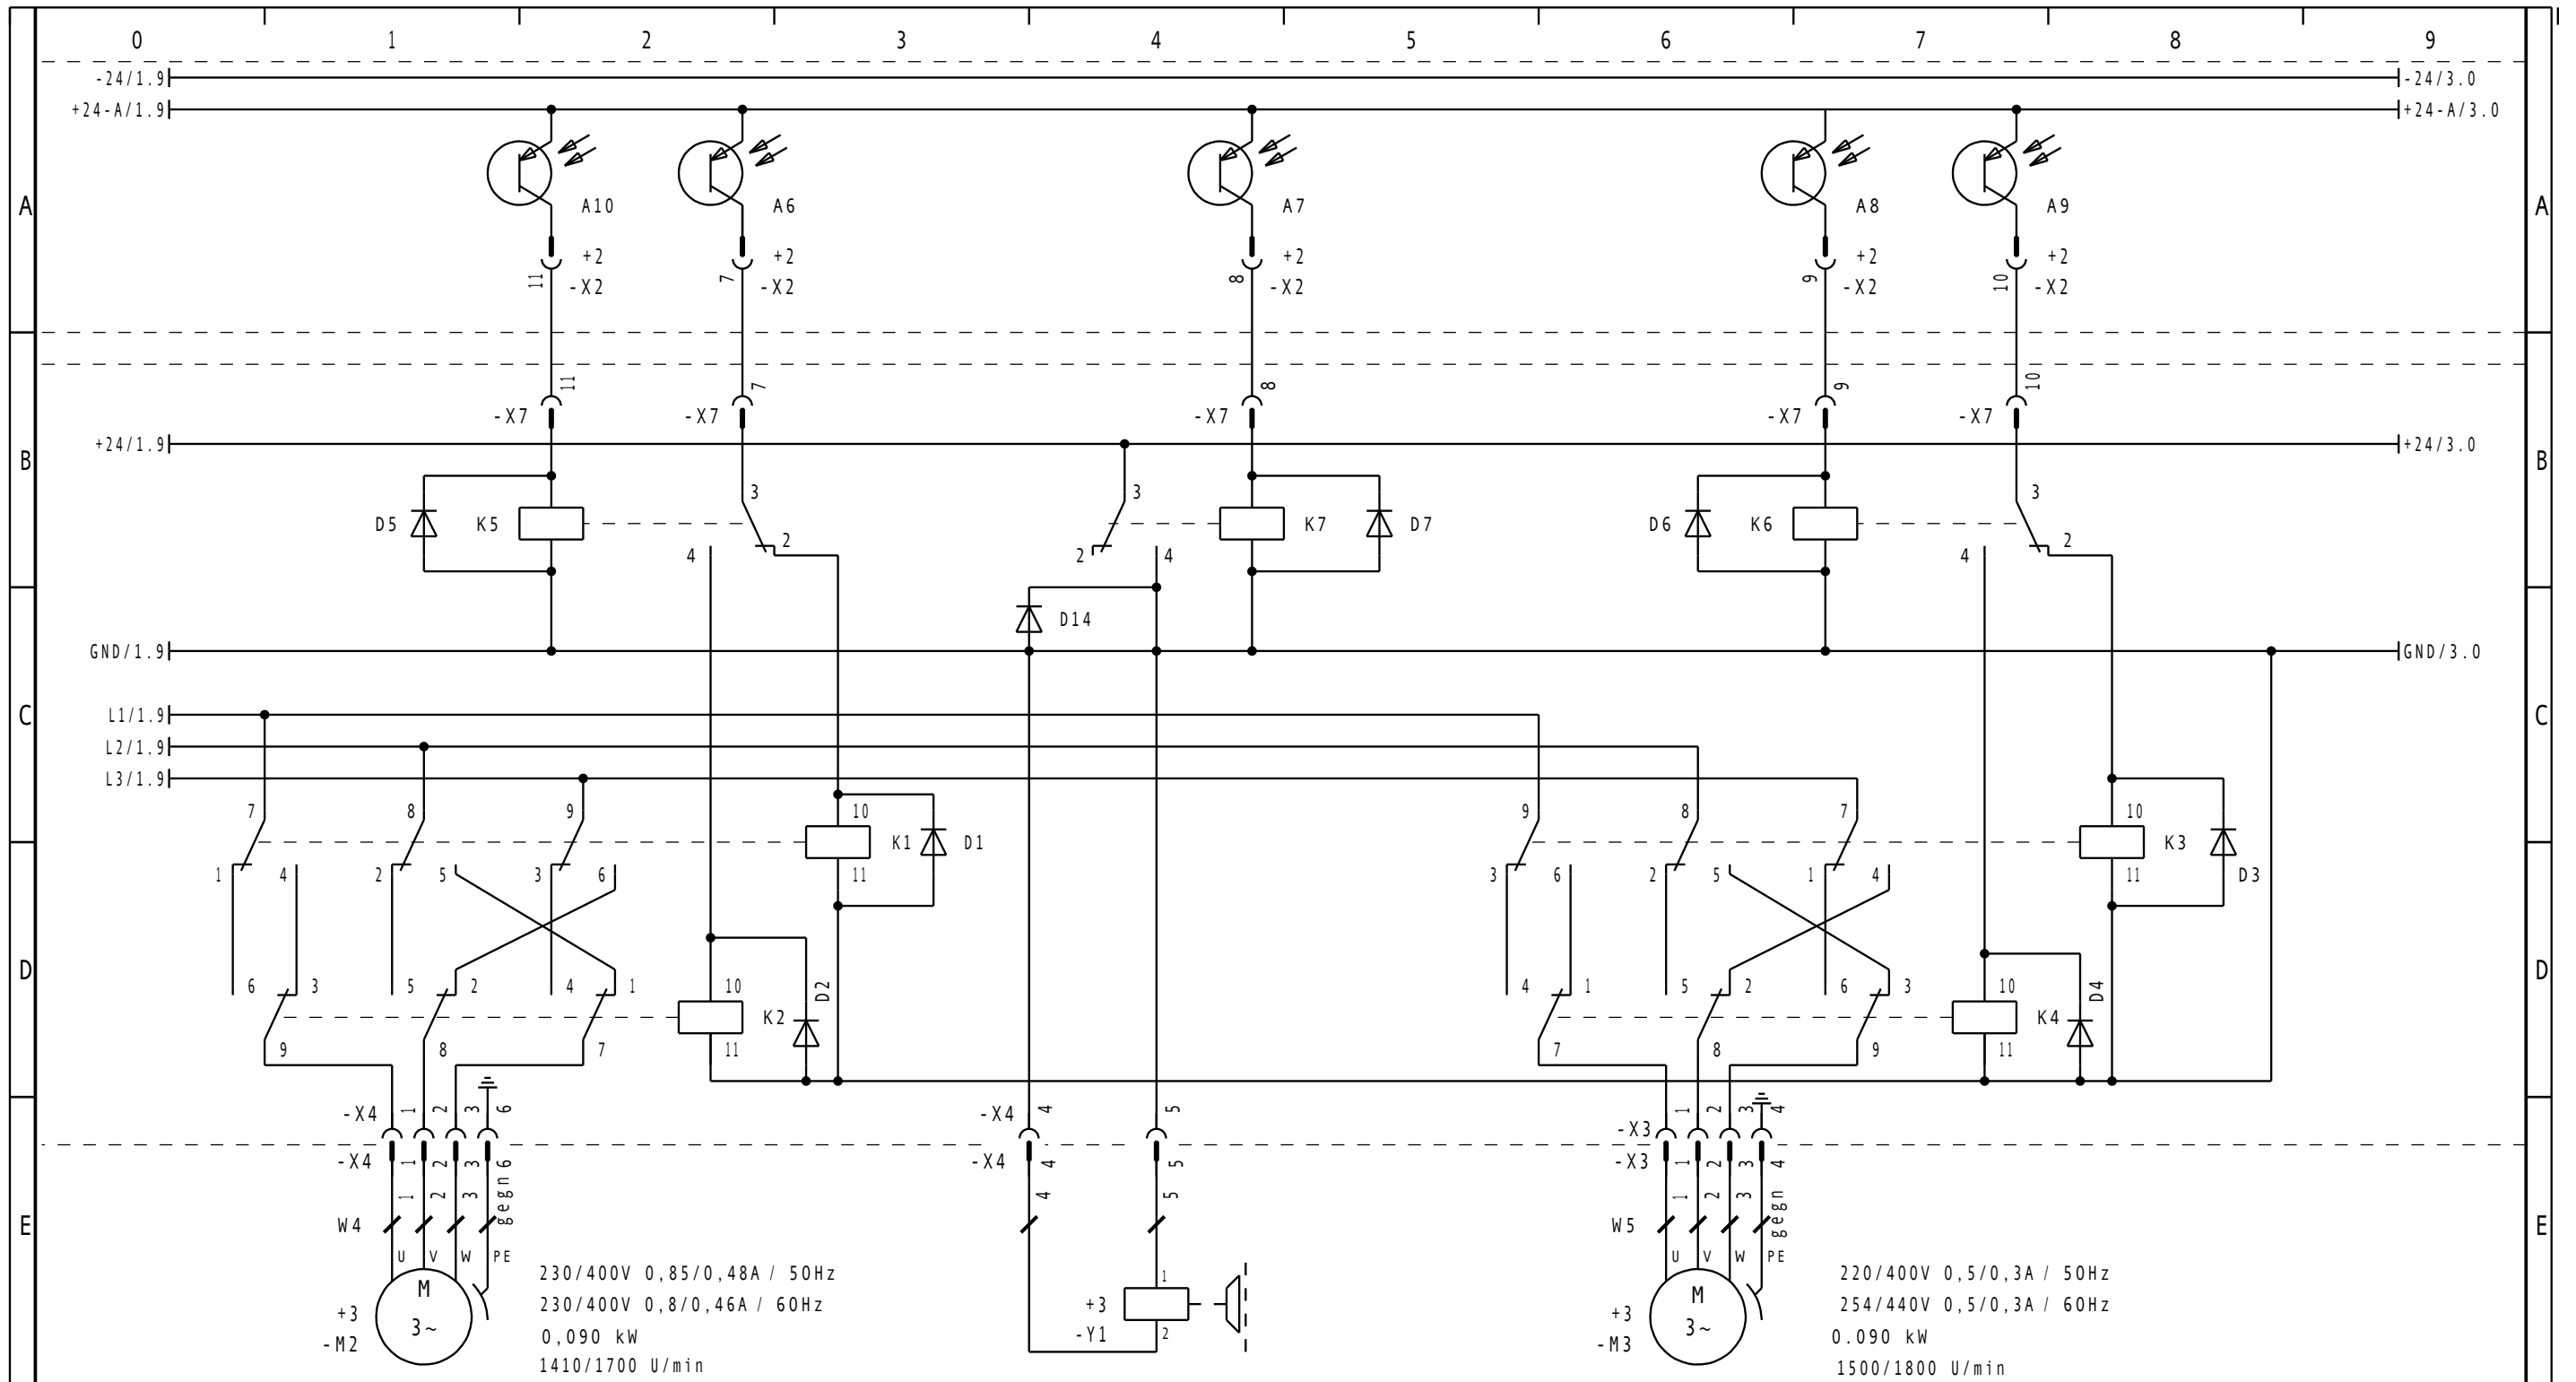 0 1 2 3 4 5 6 7 8 9
-24/1.9 -24/3.0
+24-A/1.9 +24-A/3.0
A A10 A6 A7 A8 A9 A
+2 +2 +2 +2 +2
11 -X2 7 -X2 8 -X2 9 -X2 10 -X2
11 7 8 9 10
-X7 -X7 -X7 -X7 -X7
+24/1.9 +24/3.0
B B
3 3 3
D5 K5 K7 D7 D6 K6
4 2 2 4 4 2
D14
GND/1.9 GND/3.0
C L1/1.9 C
L2/1.9
L3/1.9
7 8 9 10 9 8 7 10
K1 D1 K3
1 4 2 5 3 6 11 3 6 2 5 1 4 11 D3
D D
6 3 5 2 4 1 10 D2 4 1 5 2 6 3 10 D4
K2 K4
9 8 7 11 7 8 9 11
-X4 1 2 3 6 -X4 4 5 -X3 1 2 3 4
-X4 1 2 3 6 -X4 4 5 -X3 1 2 3 4
1 2 3 gegn 4 5 1 2 3 gegn
E W4 W5 E
U V W PE U V W PE
M 230/400V 0,85/0,48A / 50Hz 1 M 220/400V 0,5/0,3A / 50Hz
+3 230/400V 0,8/0,46A / 60Hz +3 +3 254/440V 0,5/0,3A / 60Hz
3~ 3~
-M2 0,090 kW -Y1 2 -M3 0.090 kW
1410/1700 U/min 1500/1800 U/min